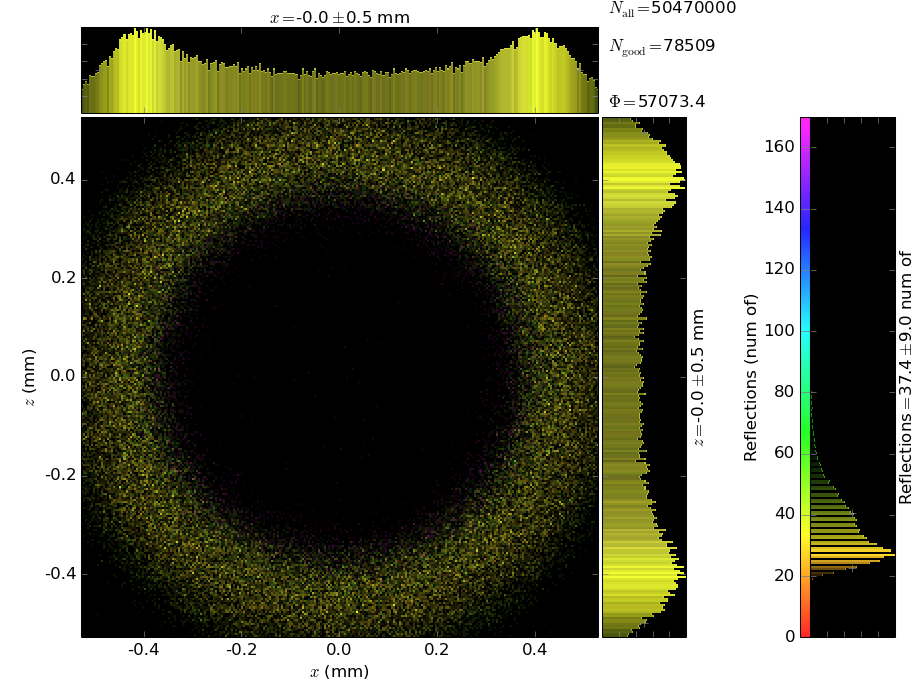 x=-0.0±0.5 mm
N_all=50470000
N_good=78509
Φ=57073.4
0.4
0.2
0.0
-0.2
-0.4
z (mm)
-0.4
-0.2
0.0
0.2
0.4
x (mm)
z=-0.0±0.5 mm
160
140
120
100
80
60
40
20
0
Reflections (num of)
Reflections=37.4±9.0 num of